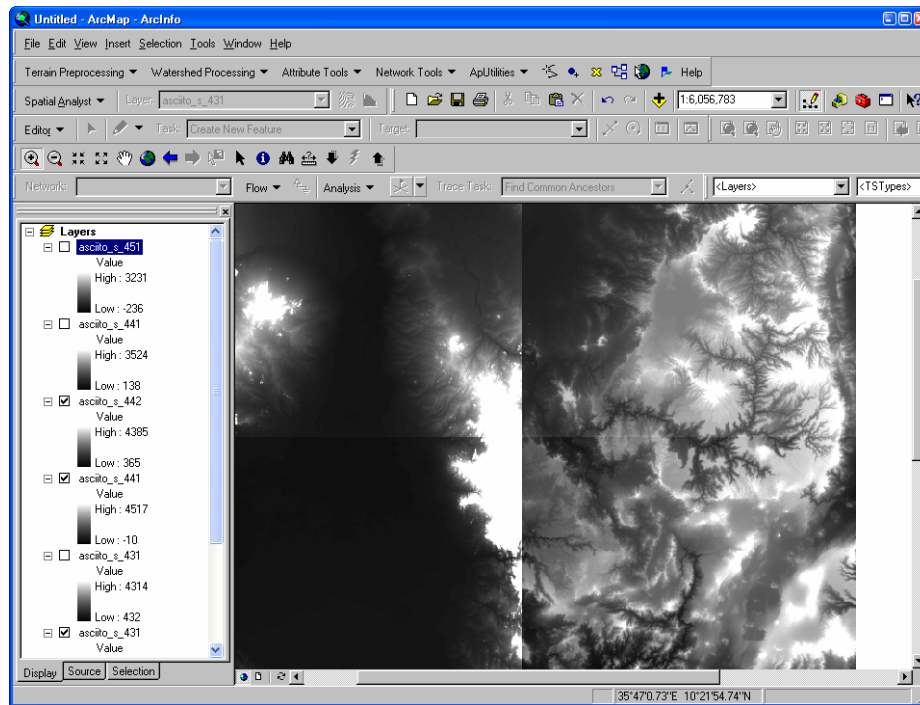 Untitled - ArcMap - ArcInfo
File Edit View Insert Selection Tools Window Help
Terrain Preprocessing Watershed Processing Attribute Tools Network Tools ApUtilities Help
Spatial Analyst Layer: asciito_s_431 1:6,056,783
Editor Task: Create New Feature Target:
Network: Flow Analysis Trace Task: Find Common Ancestors <Layers> <TSTypes>
Layers
asciito_s_451
Value
High : 3231
Low : -236
asciito_s_441
Value
High : 3524
Low : 138
asciito_s_442
Value
High : 4385
Low : 365
asciito_s_441
Value
High : 4517
Low : -10
asciito_s_431
Value
High : 4314
Low : 432
asciito_s_431
Value
Display Source Selection
35°47'0.73"E 10°21'54.74"N